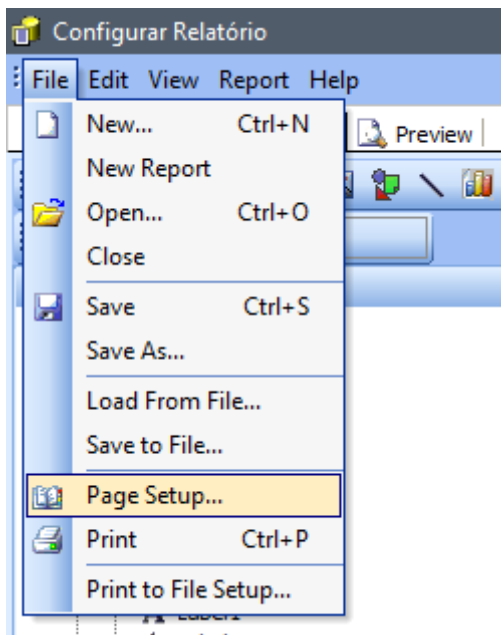 Configurar Relatório
File Edit View Report Help
Preview
New... Ctrl+N
New Report
Open... Ctrl+O
Close
Save Ctrl+S
Save As...
Load From File...
Save to File...
Page Setup...
Print Ctrl+P
Print to File Setup...